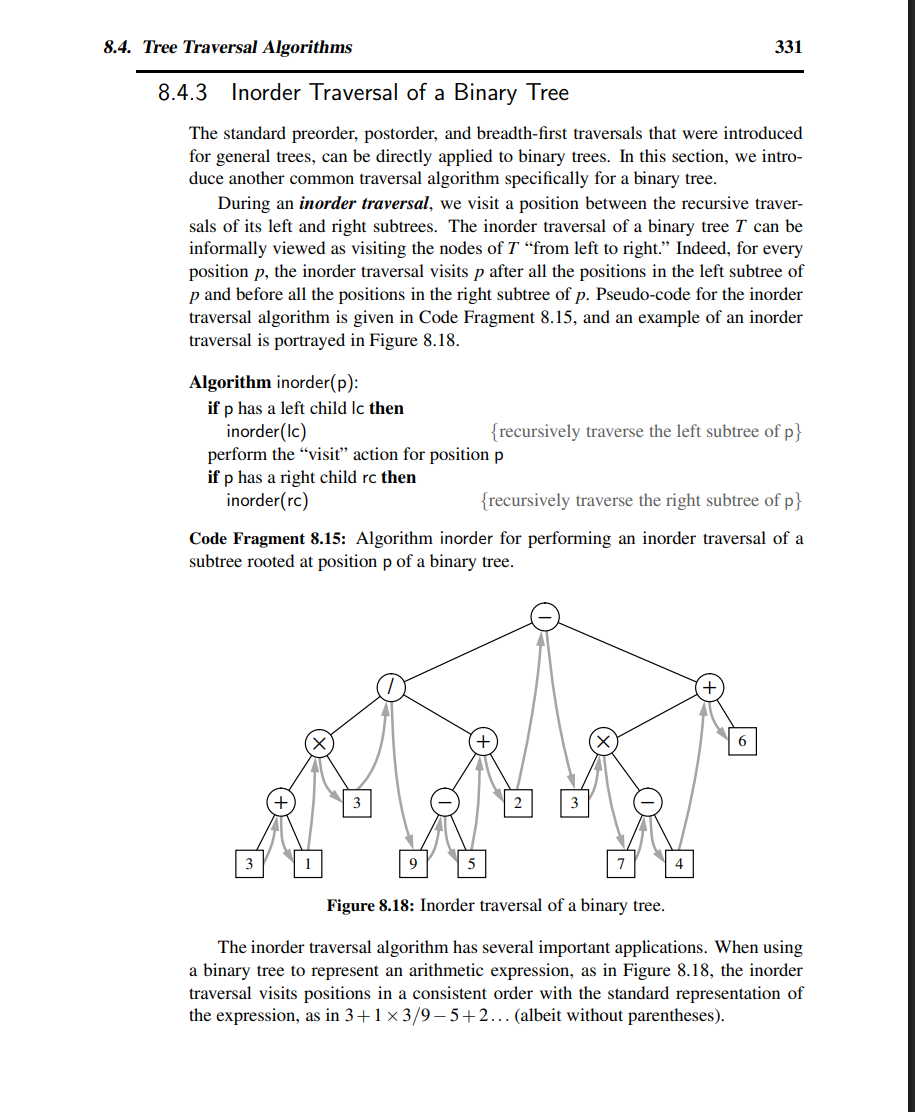 8.4. Tree Traversal Algorithms 331
8.4.3 Inorder Traversal of a Binary Tree
The standard preorder, postorder, and breadth-first traversals that were introduced
for general trees, can be directly applied to binary trees. In this section, we intro-
duce another common traversal algorithm specifically for a binary tree.
During an inorder traversal, we visit a position between the recursive traver-
sals of its left and right subtrees. The inorder traversal of a binary tree T can be
informally viewed as visiting the nodes of T “from left to right.” Indeed, for every
position p, the inorder traversal visits p after all the positions in the left subtree of
p and before all the positions in the right subtree of p. Pseudo-code for the inorder
traversal algorithm is given in Code Fragment 8.15, and an example of an inorder
traversal is portrayed in Figure 8.18.
Algorithm inorder(p):
if p has a left child lc then
inorder(lc) {recursively traverse the left subtree of p}
perform the “visit” action for position p
if p has a right child rc then
inorder(rc) {recursively traverse the right subtree of p}
Code Fragment 8.15: Algorithm inorder for performing an inorder traversal of a
subtree rooted at position p of a binary tree.
−
/ +
× + × 6
+ 3 − 2 3 −
3 1 9 5 7 4
Figure 8.18: Inorder traversal of a binary tree.
The inorder traversal algorithm has several important applications. When using
a binary tree to represent an arithmetic expression, as in Figure 8.18, the inorder
traversal visits positions in a consistent order with the standard representation of
the expression, as in 3+1×3/9−5+2... (albeit without parentheses).